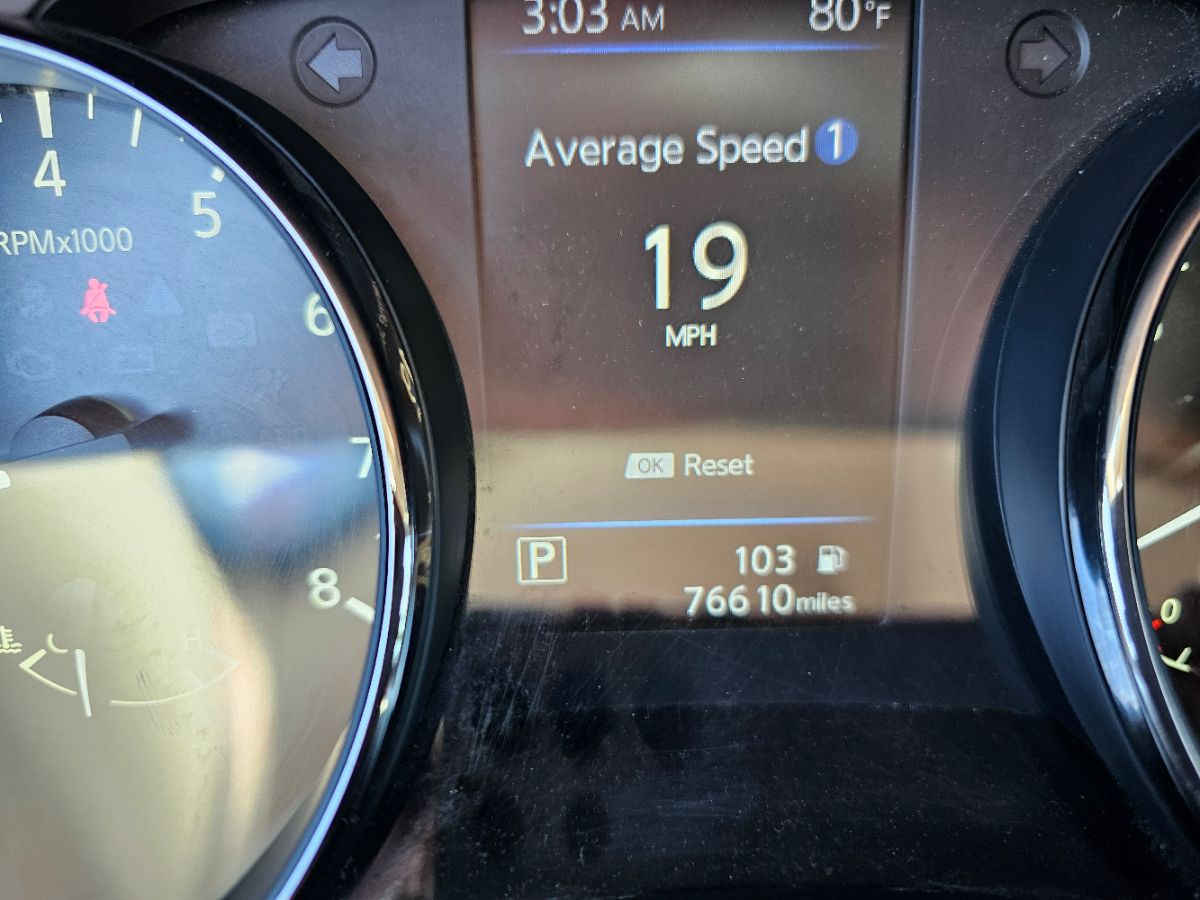 3:03 AM 80°F
Average Speed 1
19
MPH
OK Reset
P 103
76610 miles
4
5
RPMx1000
6
7
8
0